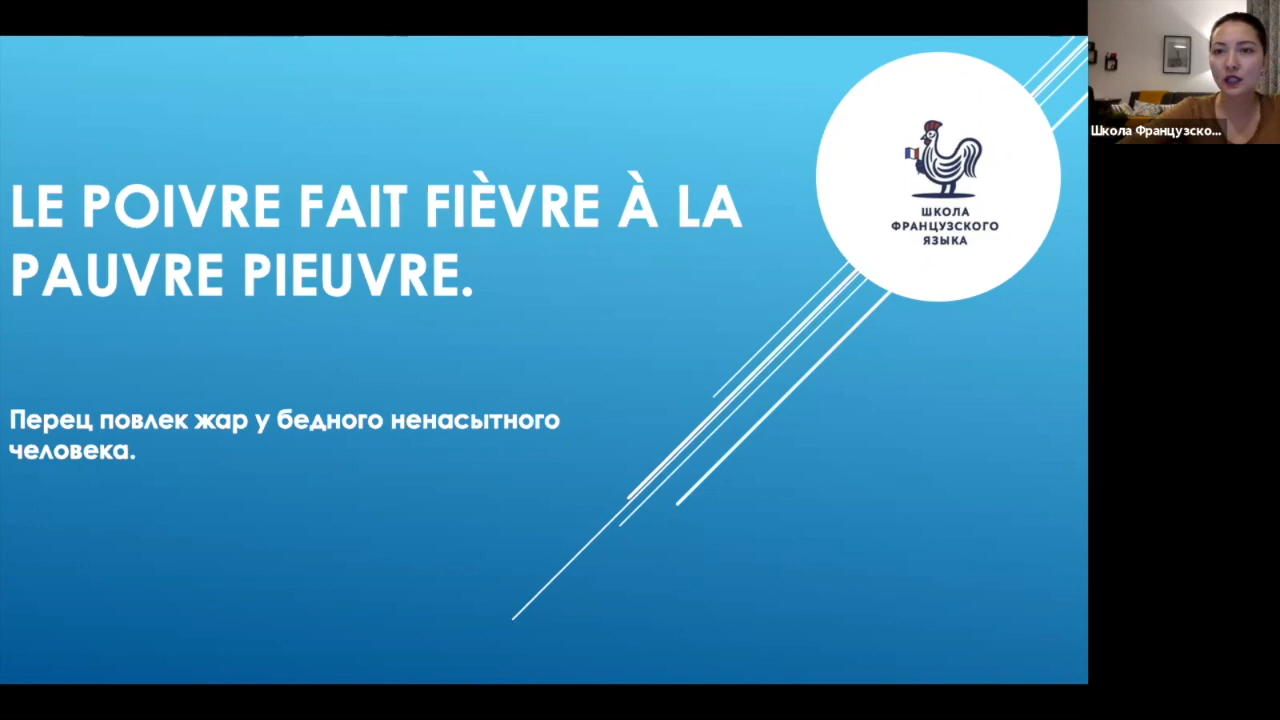 LE POIVRE FAIT FIÈVRE À LA
PAUVRE PIEUVRE.
Перец повлек жар у бедного ненасытного
человека.
ШКОЛА
ФРАНЦУЗСКОГО
ЯЗЫКА
Школа Французско...